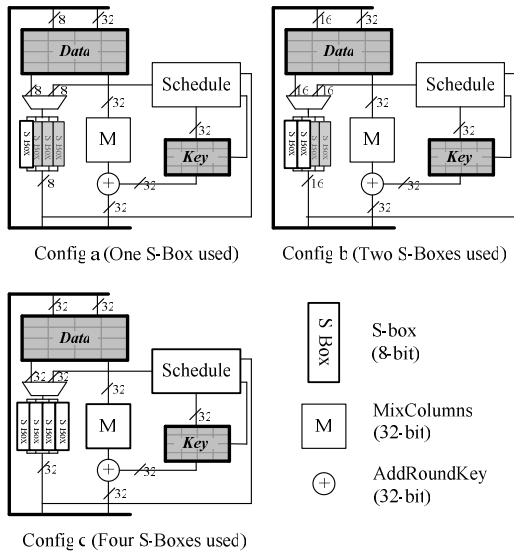 8 32
Data
8 8
32
Schedule
S Box S Box S Box S Box
M
32
Key
8
+
32
32
Config a (One S-Box used)
16 32
Data
16 16
32
Schedule
S Box S Box S Box S Box
M
32
Key
16
+
32
32
Config b (Two S-Boxes used)
32 32
Data
32 32
Schedule
S Box S Box S Box S Box
M
32
Key
32
+
32
32
Config c (Four S-Boxes used)
S Box
S-box
(8-bit)
M
MixColumns
(32-bit)
+
AddRoundKey
(32-bit)